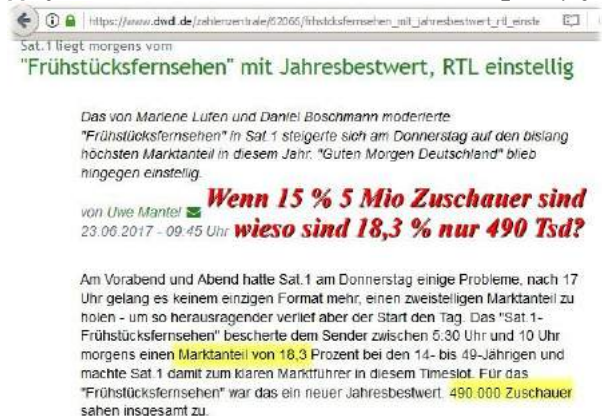 https://www.dwdl.de/zahlenzentrale/62066/frhstcksfernsehen_mit_jahresbestwert_rtl_einste
Sat.1 liegt morgens vorn
"Frühstücksfernsehen" mit Jahresbestwert, RTL einstellig
Das von Marlene Lufen und Daniel Boschmann moderierte
"Frühstücksfernsehen" in Sat.1 steigerte sich am Donnerstag auf den bislang
höchsten Marktanteil in diesem Jahr. "Guten Morgen Deutschland" blieb
hingegen einstellig.
Wenn 15 % 5 Mio Zuschauer sind
von Uwe Mantel
23.06.2017 - 09:45 Uhr wieso sind 18,3 % nur 490 Tsd?
Am Vorabend und Abend hatte Sat.1 am Donnerstag einige Probleme, nach 17
Uhr gelang es keinem einzigen Format mehr, einen zweistelligen Marktanteil zu
holen - um so herausragender verlief aber der Start den Tag. Das "Sat.1-
Frühstücksfernsehen" bescherte dem Sender zwischen 5:30 Uhr und 10 Uhr
morgens einen Marktanteil von 18,3 Prozent bei den 14- bis 49-Jährigen und
machte Sat.1 damit zum klaren Marktführer in diesem Timeslot. Für das
"Frühstücksfernsehen" war das ein neuer Jahresbestwert. 490.000 Zuschauer
sahen insgesamt zu.